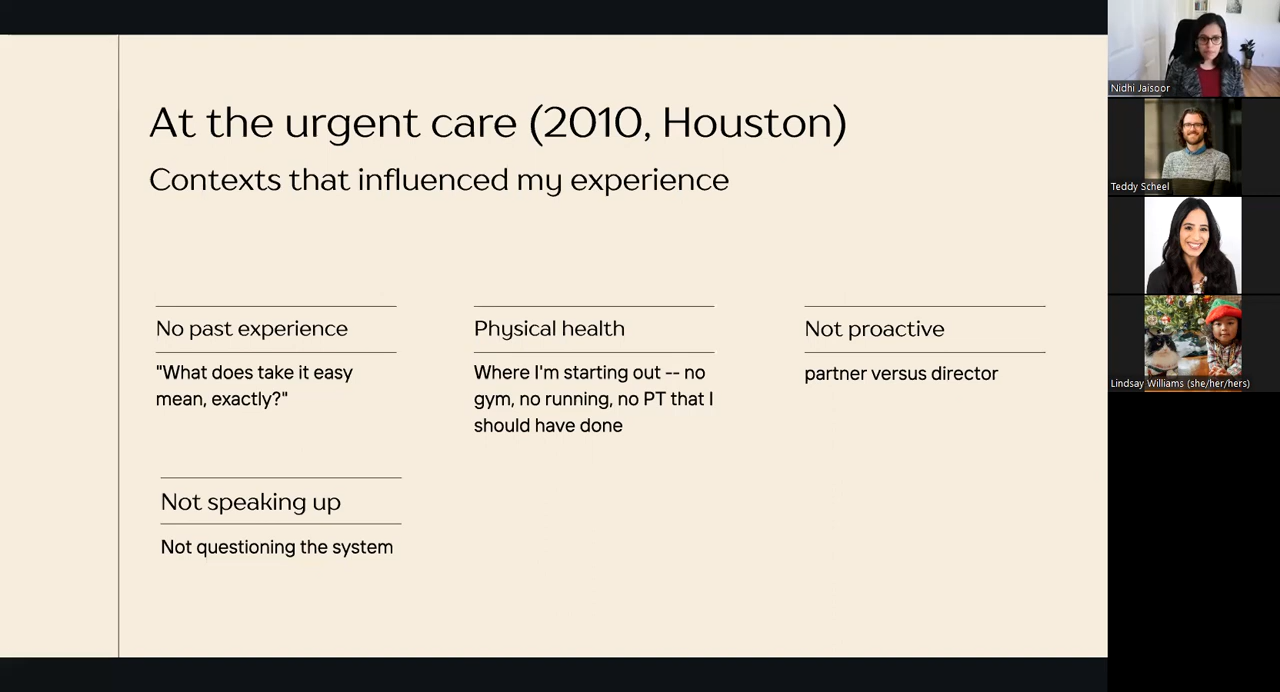 At the urgent care (2010, Houston)
Contexts that influenced my experience
No past experience
"What does take it easy
mean, exactly?"
Physical health
Where I'm starting out -- no
gym, no running, no PT that I
should have done
Not proactive
partner versus director
Not speaking up
Not questioning the system
Nidhi Jaisoor
Teddy Scheel
Lindsay Williams (she/her/hers)